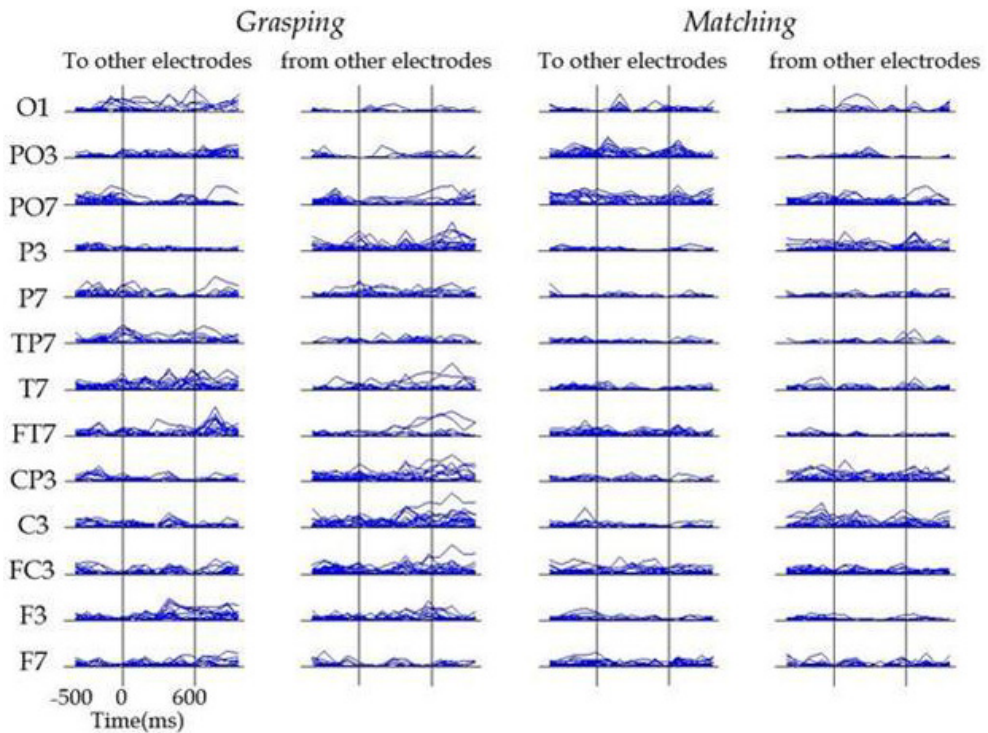 Grasping Matching
To other electrodes from other electrodes To other electrodes from other electrodes
O1
PO3
PO7
P3
P7
TP7
T7
FT7
CP3
C3
FC3
F3
F7
-500 0 600
Time(ms)